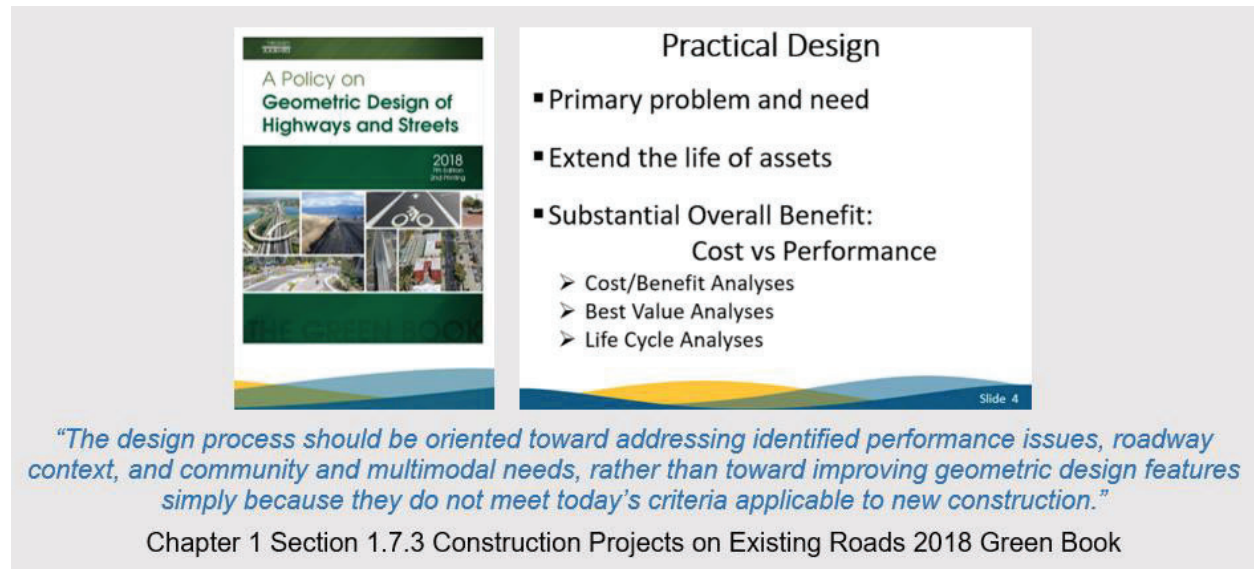 A Policy on
Geometric Design of
Highways and Streets
2018
7th Edition
2nd Printing
THE GREEN BOOK
Practical Design
▪Primary problem and need
▪Extend the life of assets
▪Substantial Overall Benefit:
Cost vs Performance
➢ Cost/Benefit Analyses
➢ Best Value Analyses
➢ Life Cycle Analyses
Slide 4
“The design process should be oriented toward addressing identified performance issues, roadway
context, and community and multimodal needs, rather than toward improving geometric design features
simply because they do not meet today’s criteria applicable to new construction.”
Chapter 1 Section 1.7.3 Construction Projects on Existing Roads 2018 Green Book